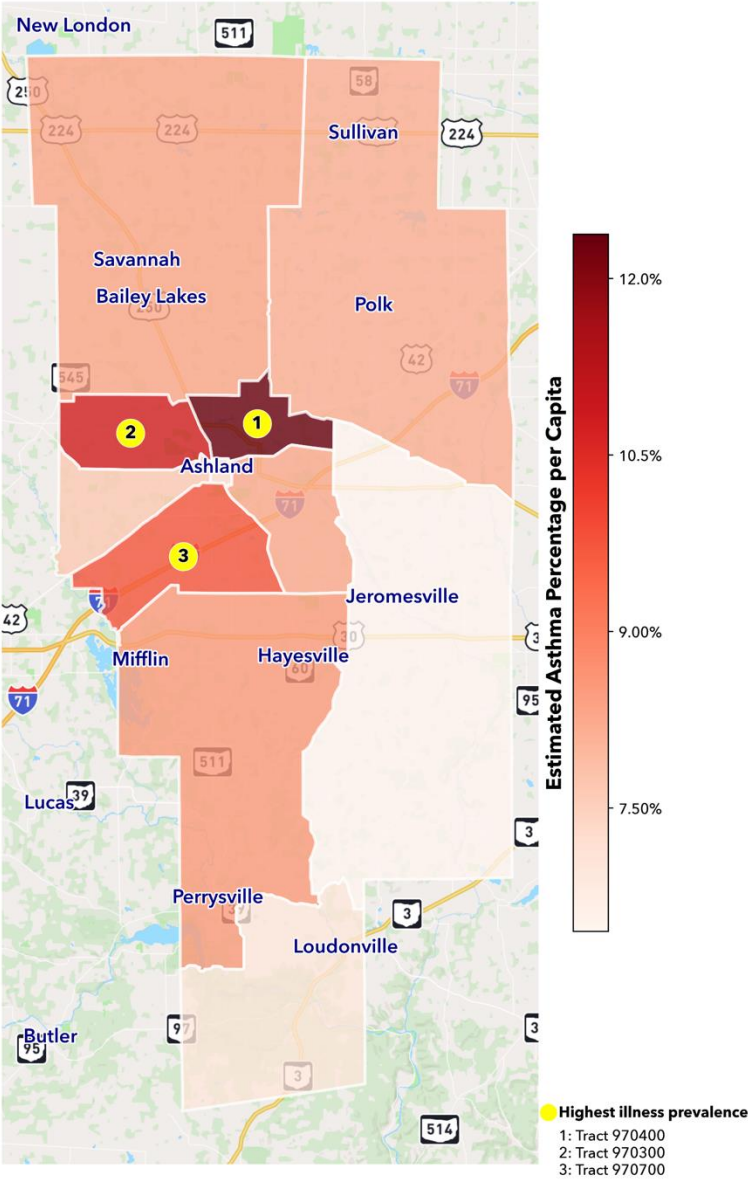 New London
511
250
58
224
224
Sullivan
224
Savannah
Bailey Lakes
250
Polk
42
545
71
1
2
Ashland
71
3
71
42
Jeromesville
30
3
Mifflin
Hayesville
60
71
95
511
Lucas
39
3
Perrysville
39
3
Loudonville
Butler
95
97
3
3
514
Estimated Asthma Percentage per Capita
12.0%
10.5%
9.00%
7.50%
Highest illness prevalence
1: Tract 970400
2: Tract 970300
3: Tract 970700